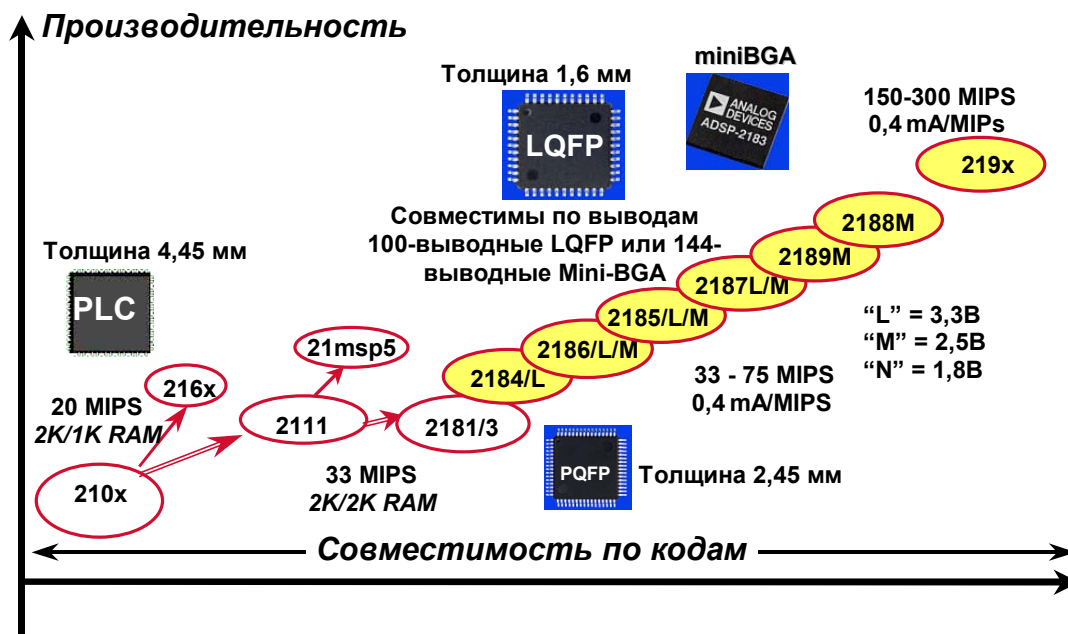 Производительность
miniBGA
Толщина 1,6 мм
ANALOG
DEVICES
ADSP-2183
150-300 MIPS
0,4 mA/MIPs
LQFP
219x
Совместимы по выводам
100-выводные LQFP или 144-
выводные Mini-BGA
2188M
2189M
2187L/M
2185/L/M
2186/L/M
2184/L
Толщина 4,45 мм
PLC
“L” = 3,3В
“M” = 2,5В
“N” = 1,8В
21msp5
216x
20 MIPS
2K/1K RAM
33 - 75 MIPS
0,4 mA/MIPS
2111
2181/3
33 MIPS
2K/2K RAM
PQFP
Толщина 2,45 мм
210x
Совместимость по кодам